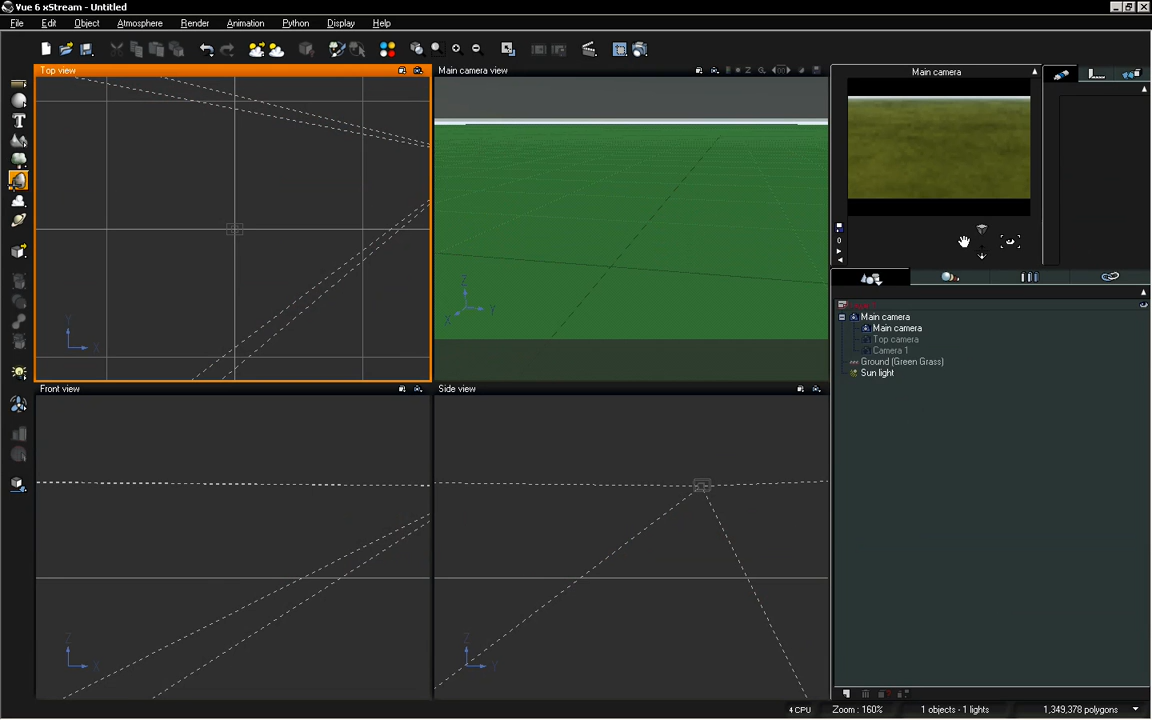 Vue 6 xStream - Untitled
File Edit Object Atmosphere Render Animation Python Display Help
Top view
Main camera view
Main camera
Front view
Side view
Y
X
Z
X
Y
Z
X
Z
Y
0
Main camera
Main camera
Top camera
Camera 1
Ground (Green Grass)
Sun light
4 CPU
Zoom : 160%
1 objects - 1 lights
1,349,378 polygons